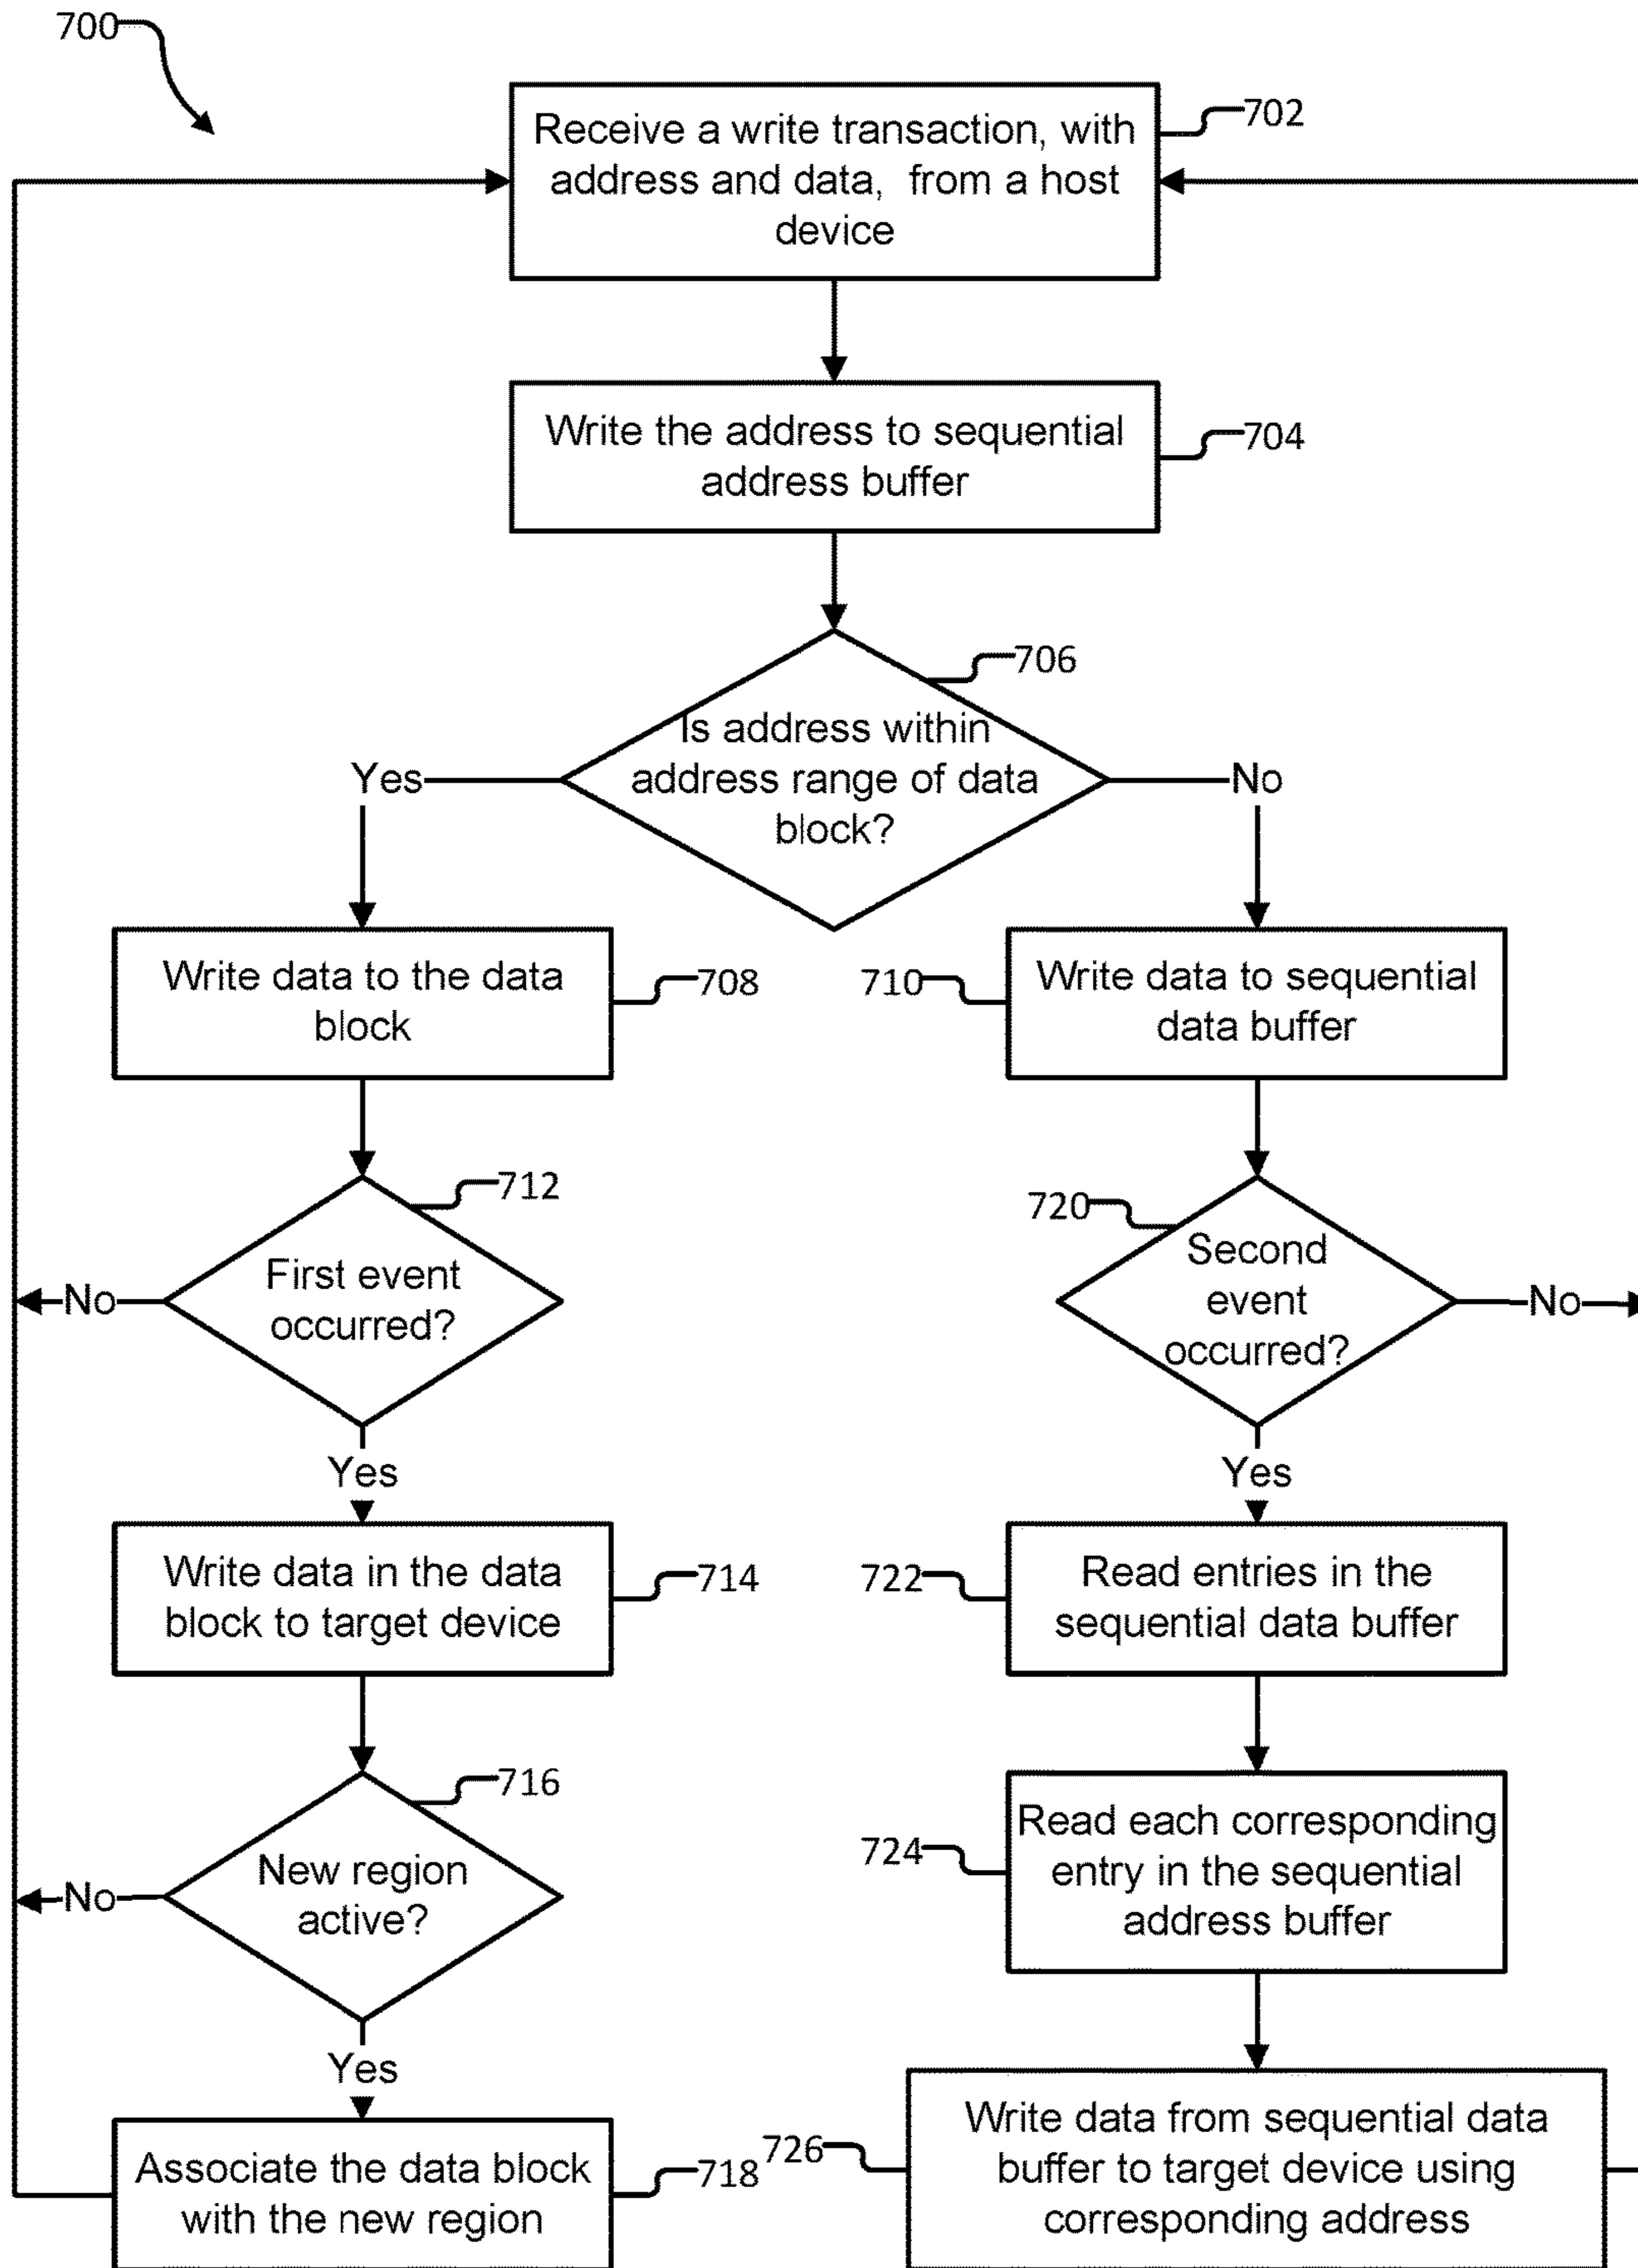 700
Receive a write transaction, with
address and data, from a host
device
702
Write the address to sequential
address buffer
704
706
Is address within
address range of data
block?
Yes
No
Write data to the data
block
708
710
Write data to sequential
data buffer
712
First event
occurred?
No
Yes
720
Second
event
occurred?
No
Yes
Write data in the data
block to target device
714
722
Read entries in the
sequential data buffer
716
New region
active?
No
Yes
724
Read each corresponding
entry in the sequential
address buffer
Associate the data block
with the new region
718
726
Write data from sequential data
buffer to target device using
corresponding address